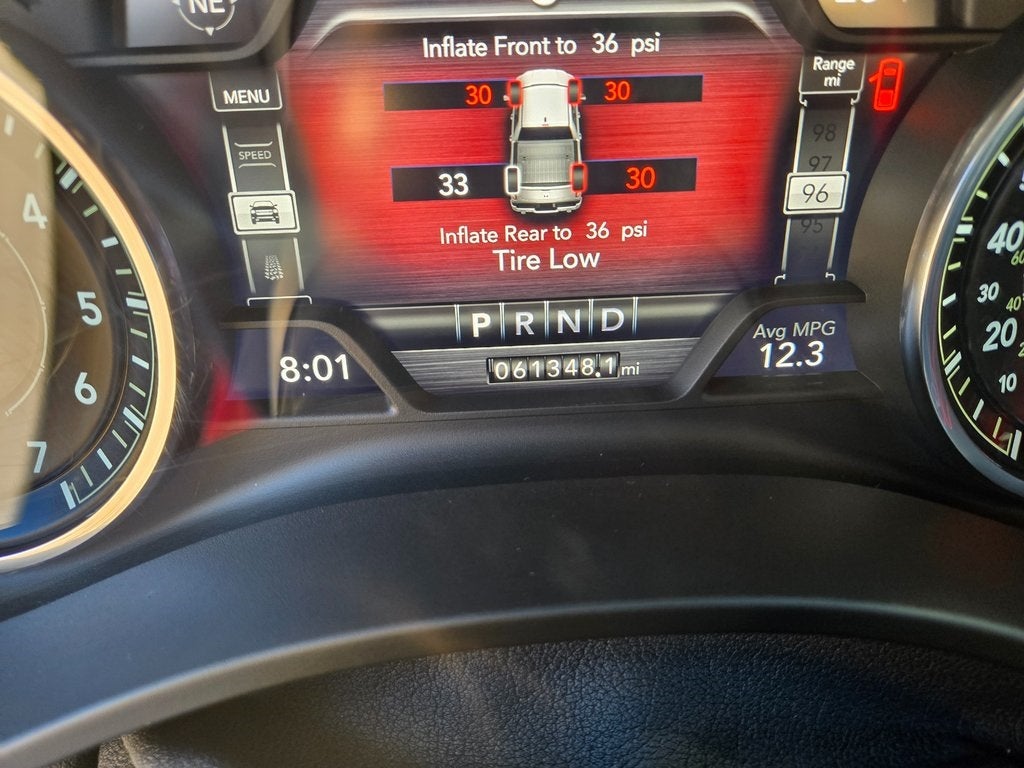 NE
Inflate Front to 36 psi
30 30
33 30
Inflate Rear to 36 psi
Tire Low
MENU
SPEED
Range
mi
98
97
96
95
P R N D
061348.1 mi
8:01
Avg MPG
12.3
4
5
6
7
40
30
20
10
60
40